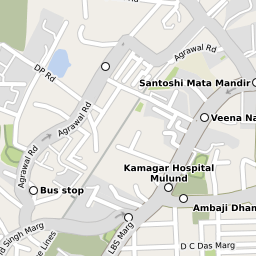 Agrawal Rd
DP Rd
Santoshi Mata Mandir
Agrawal Rd
Veena Na
Agrawal Rd
Kamagar Hospital
Mulund
Bus stop
Ambaji Dham
d Singh Marg
e Lines
LBS Marg
D C Das Marg